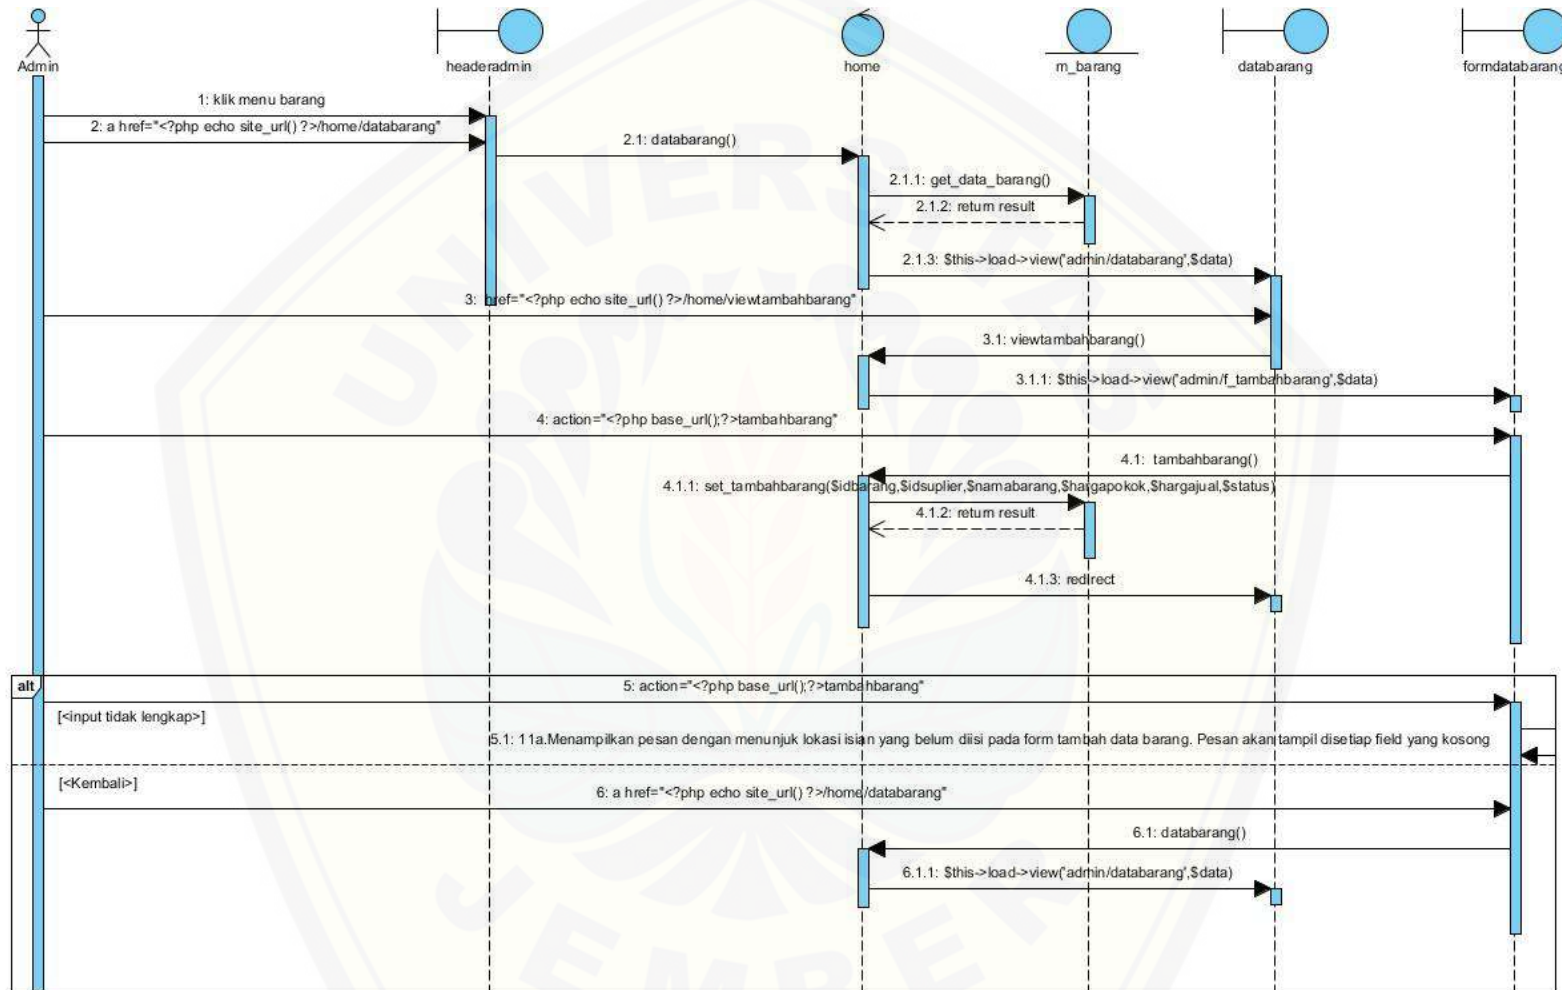 Admin
headeradmin
home
m_barang
databarang
formdatabarang
1: klik menu barang
2: a href="<?php echo site_url() ?>/home/databarang"
2.1: databarang()
2.1.1: get_data_barang()
2.1.2: return result
2.1.3: $this->load->view('admin/databarang',$data)
3: href="<?php echo site_url() ?>/home/viewtambahbarang"
3.1: viewtambahbarang()
3.1.1: $this->load->view('admin/f_tambahbarang',$data)
4: action="<?php base_url();?>tambahbarang"
4.1: tambahbarang()
4.1.1: set_tambahbarang($idbarang,$idsuplier,$namabarang,$hargapokok,$hargajual,$status)
4.1.2: return result
4.1.3: redirect
alt
5: action="<?php base_url();?>tambahbarang"
[<input tidak lengkap>]
5.1: 11a.Menampilkan pesan dengan menunjuk lokasi isian yang belum diisi pada form tambah data barang. Pesan akan tampil disetiap field yang kosong
[<Kembali>]
6: a href="<?php echo site_url() ?>/home/databarang"
6.1: databarang()
6.1.1: $this->load->view('admin/databarang',$data)
UNIVERSITAS
JEMBER